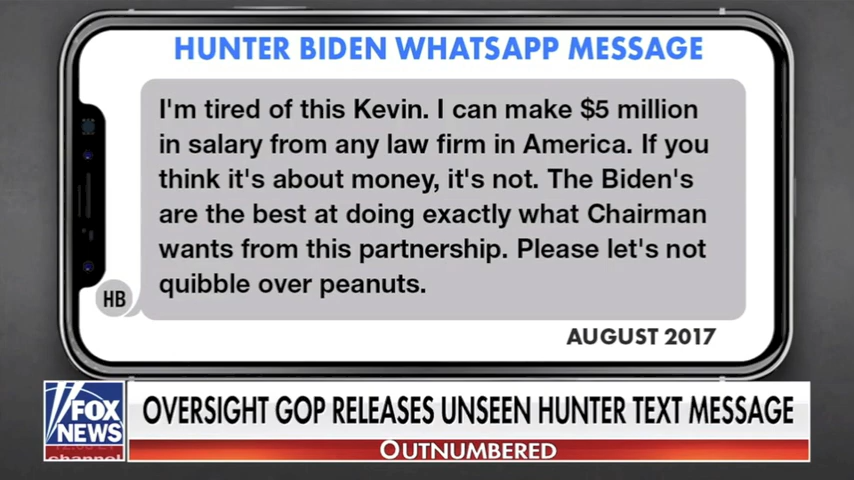 HUNTER BIDEN WHATSAPP MESSAGE
I'm tired of this Kevin. I can make $5 million
in salary from any law firm in America. If you
think it's about money, it's not. The Biden's
are the best at doing exactly what Chairman
wants from this partnership. Please let's not
quibble over peanuts.
HB
AUGUST 2017
OVERSIGHT GOP RELEASES UNSEEN HUNTER TEXT MESSAGE
FOX
NEWS
channel
OUTNUMBERED